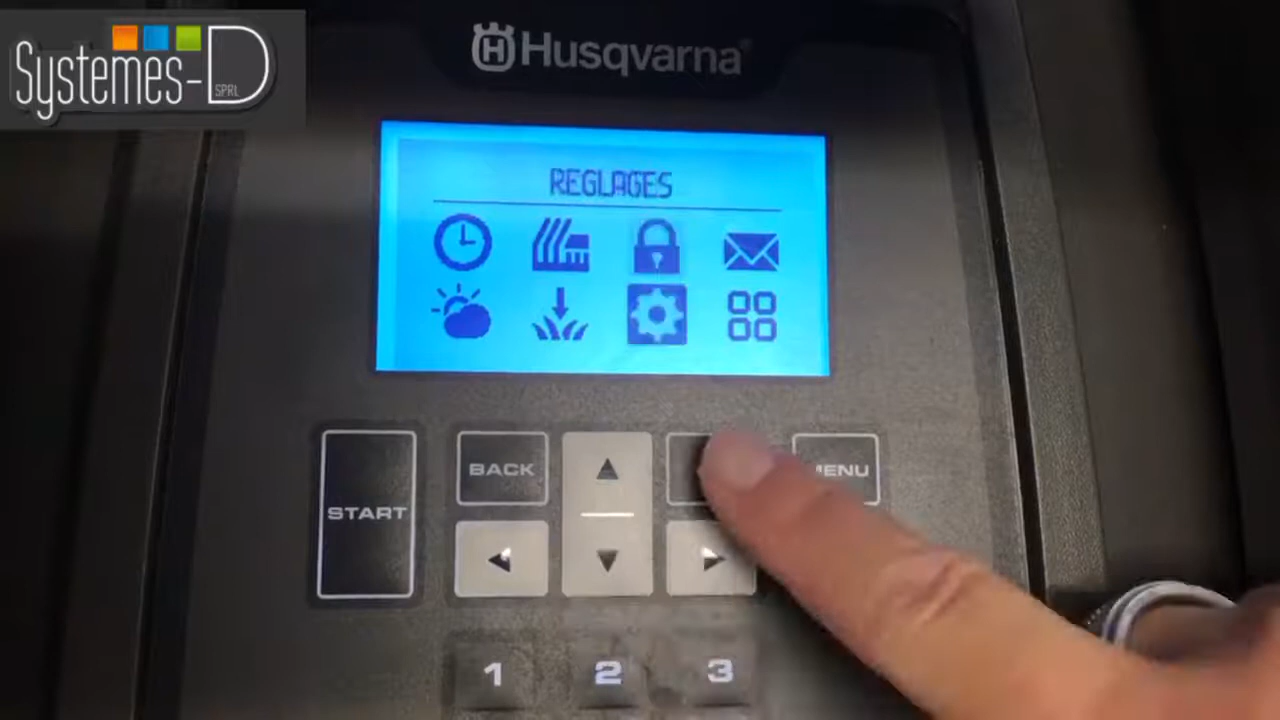 Systemes-D
SPRL
Husqvarna
REGLAGES
START
BACK
MENU
1
2
3